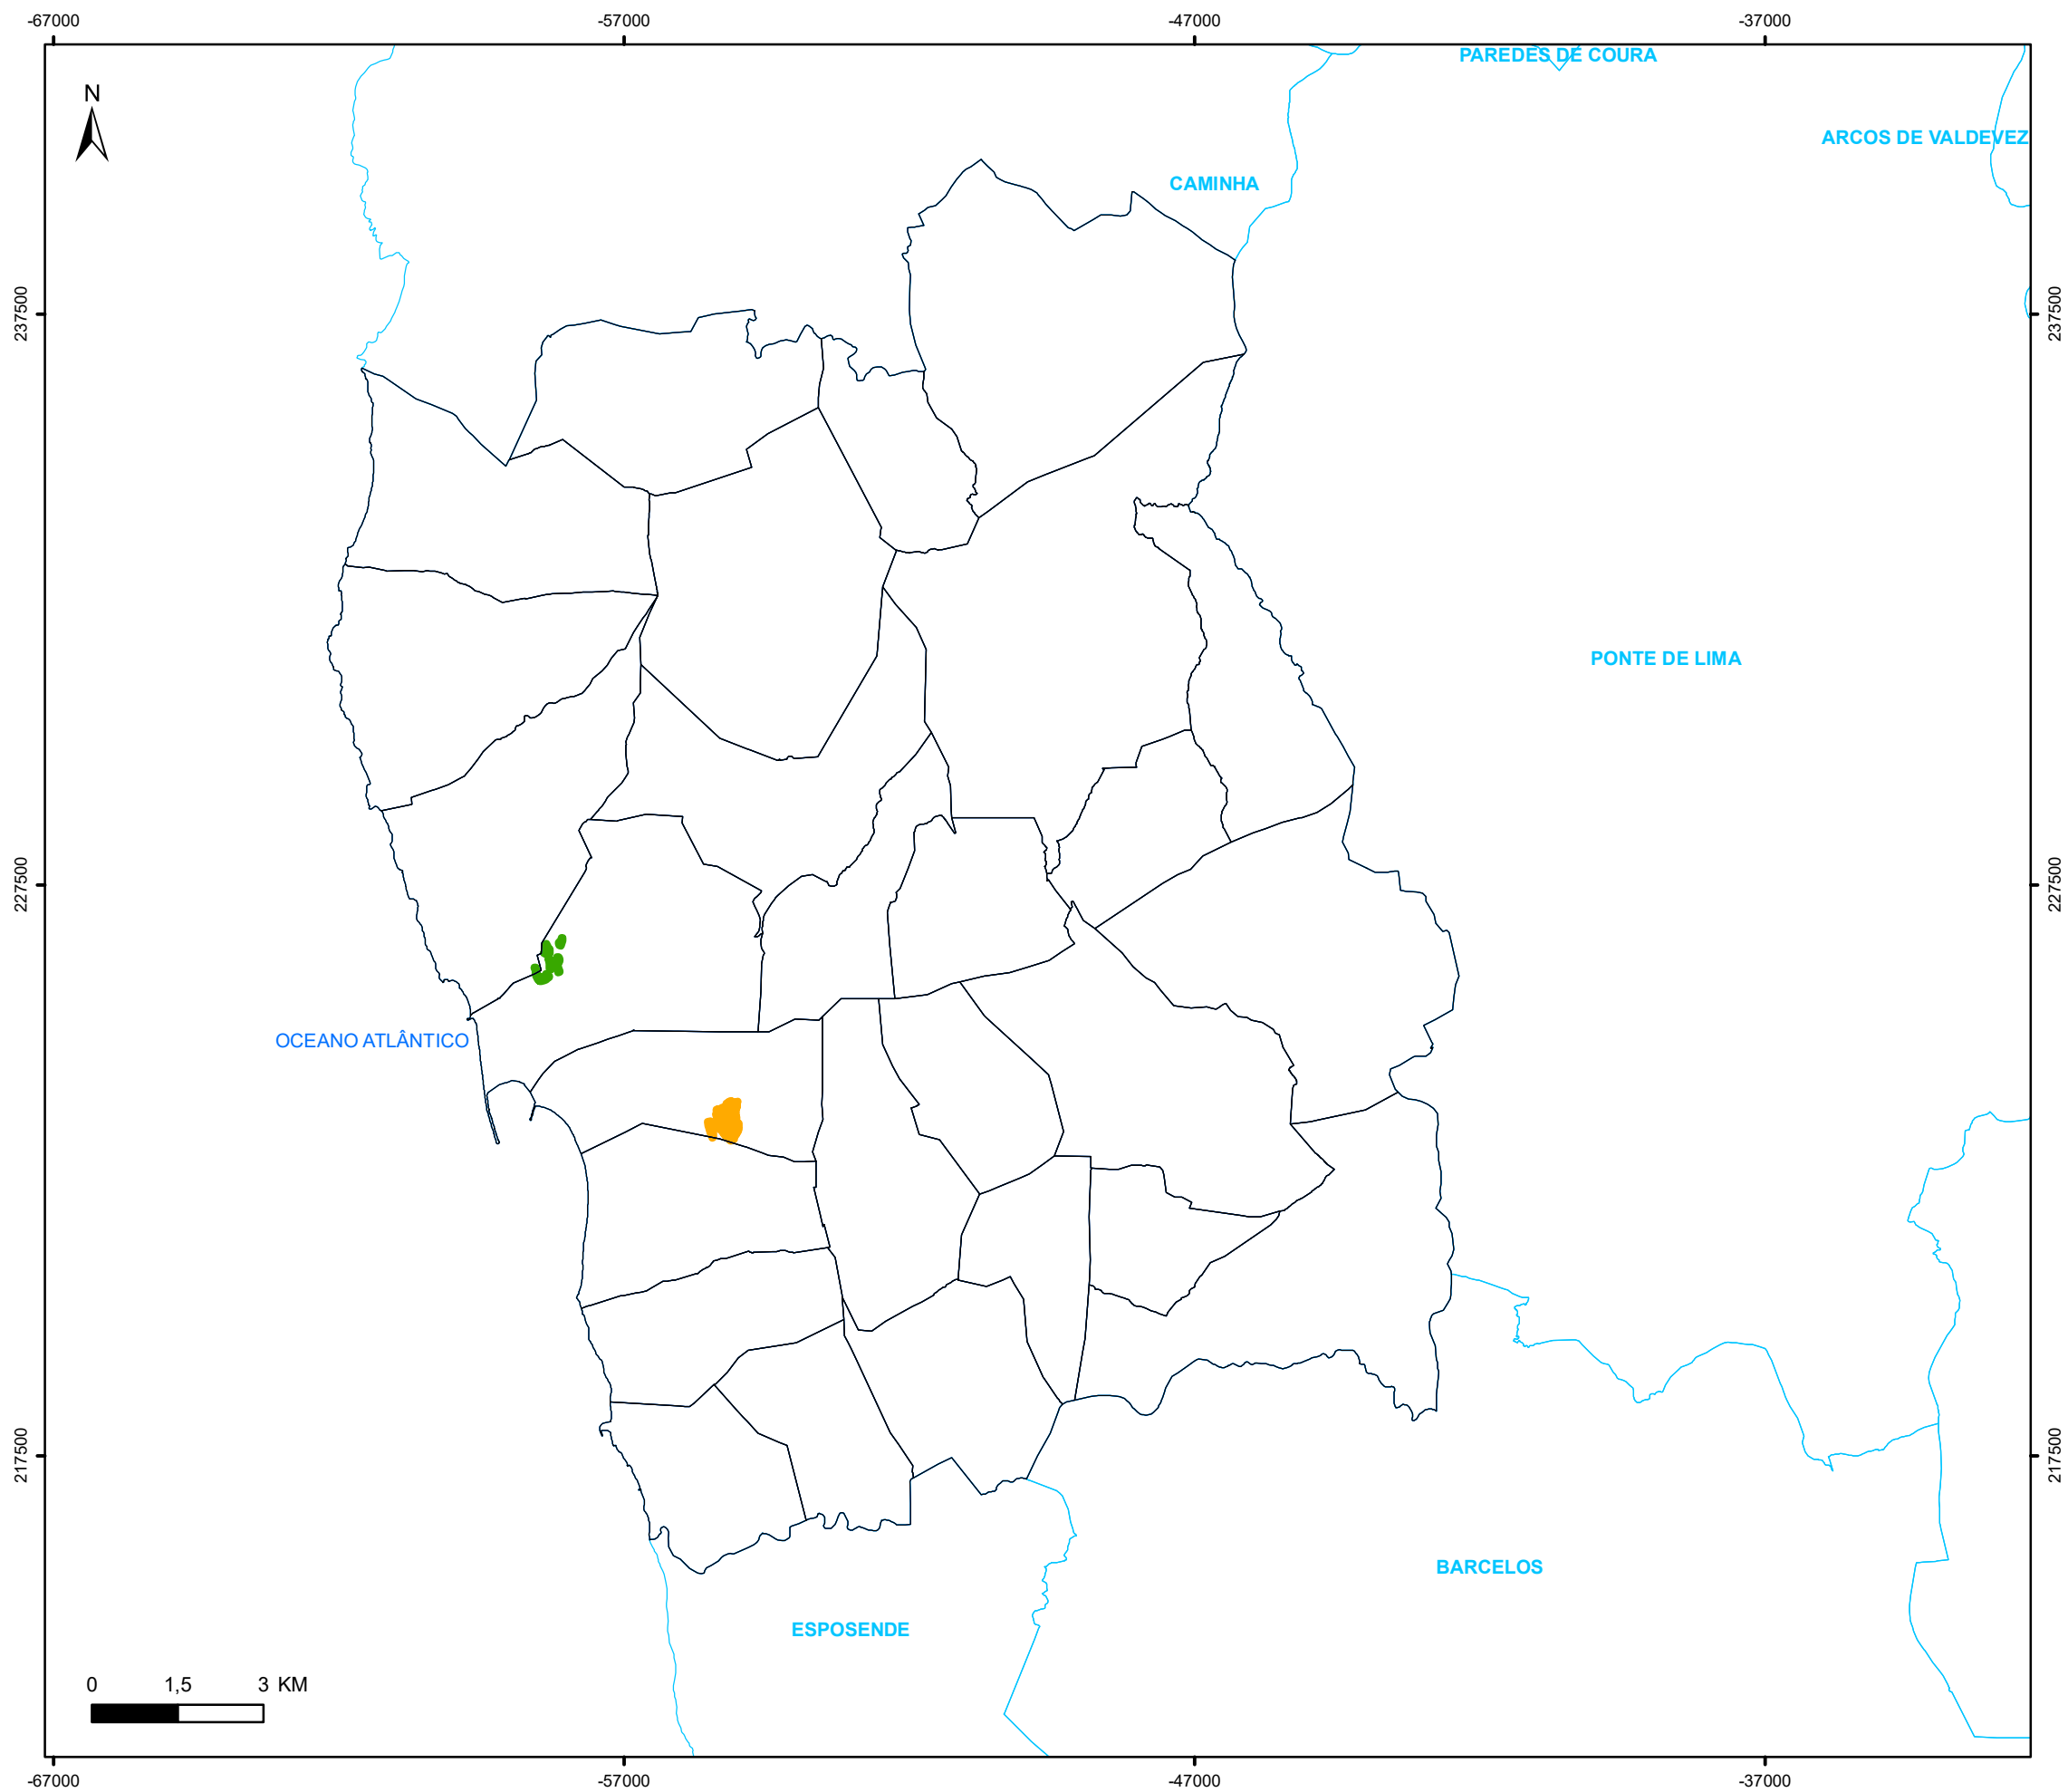 -67000 -57000 -47000 -37000
PAREDES DE COURA
N
ARCOS DE VALDEVEZ
CAMINHA
237500 237500
PONTE DE LIMA
227500 227500
OCEANO ATLÂNTICO
217500 217500
BARCELOS
ESPOSENDE
0 1,5 3 KM
-67000 -57000 -47000 -37000